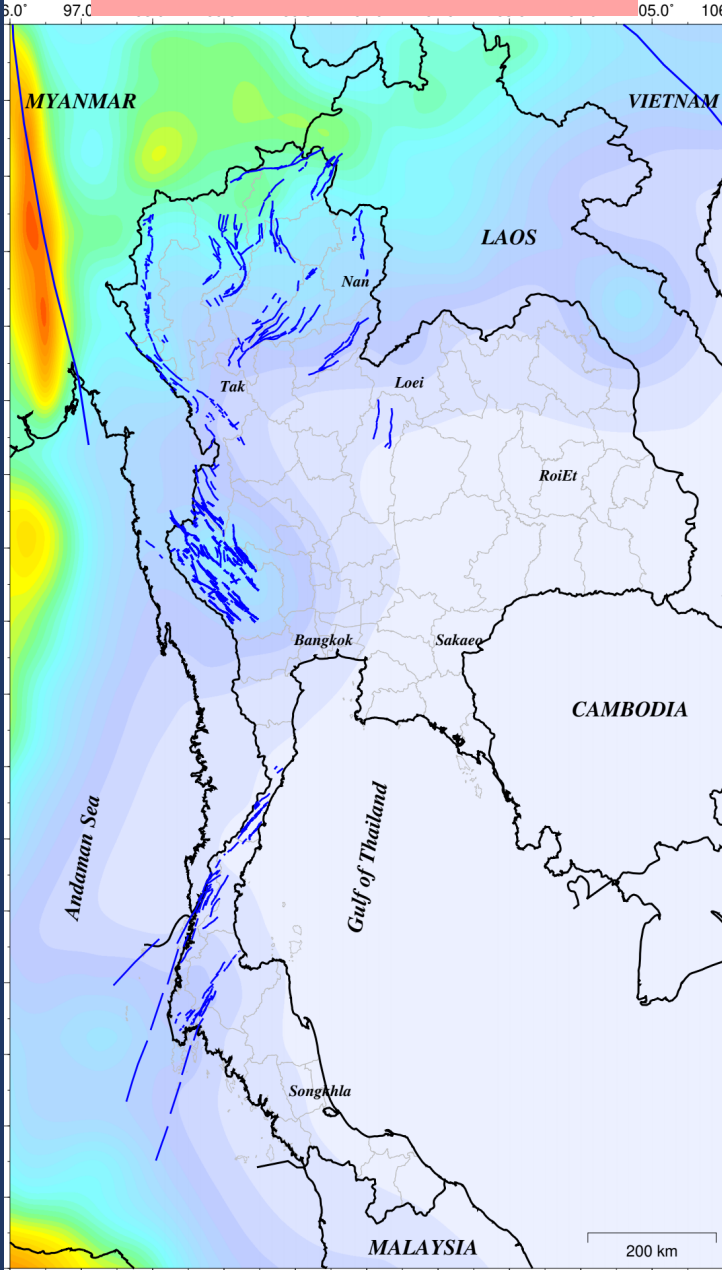 97.0
05.0°
MYANMAR
VIETNAM
LAOS
Nan
Tak
Loei
RoiEt
Bangkok
Sakaeo
CAMBODIA
Andaman Sea
Gulf of Thailand
Songkhla
MALAYSIA
200 km